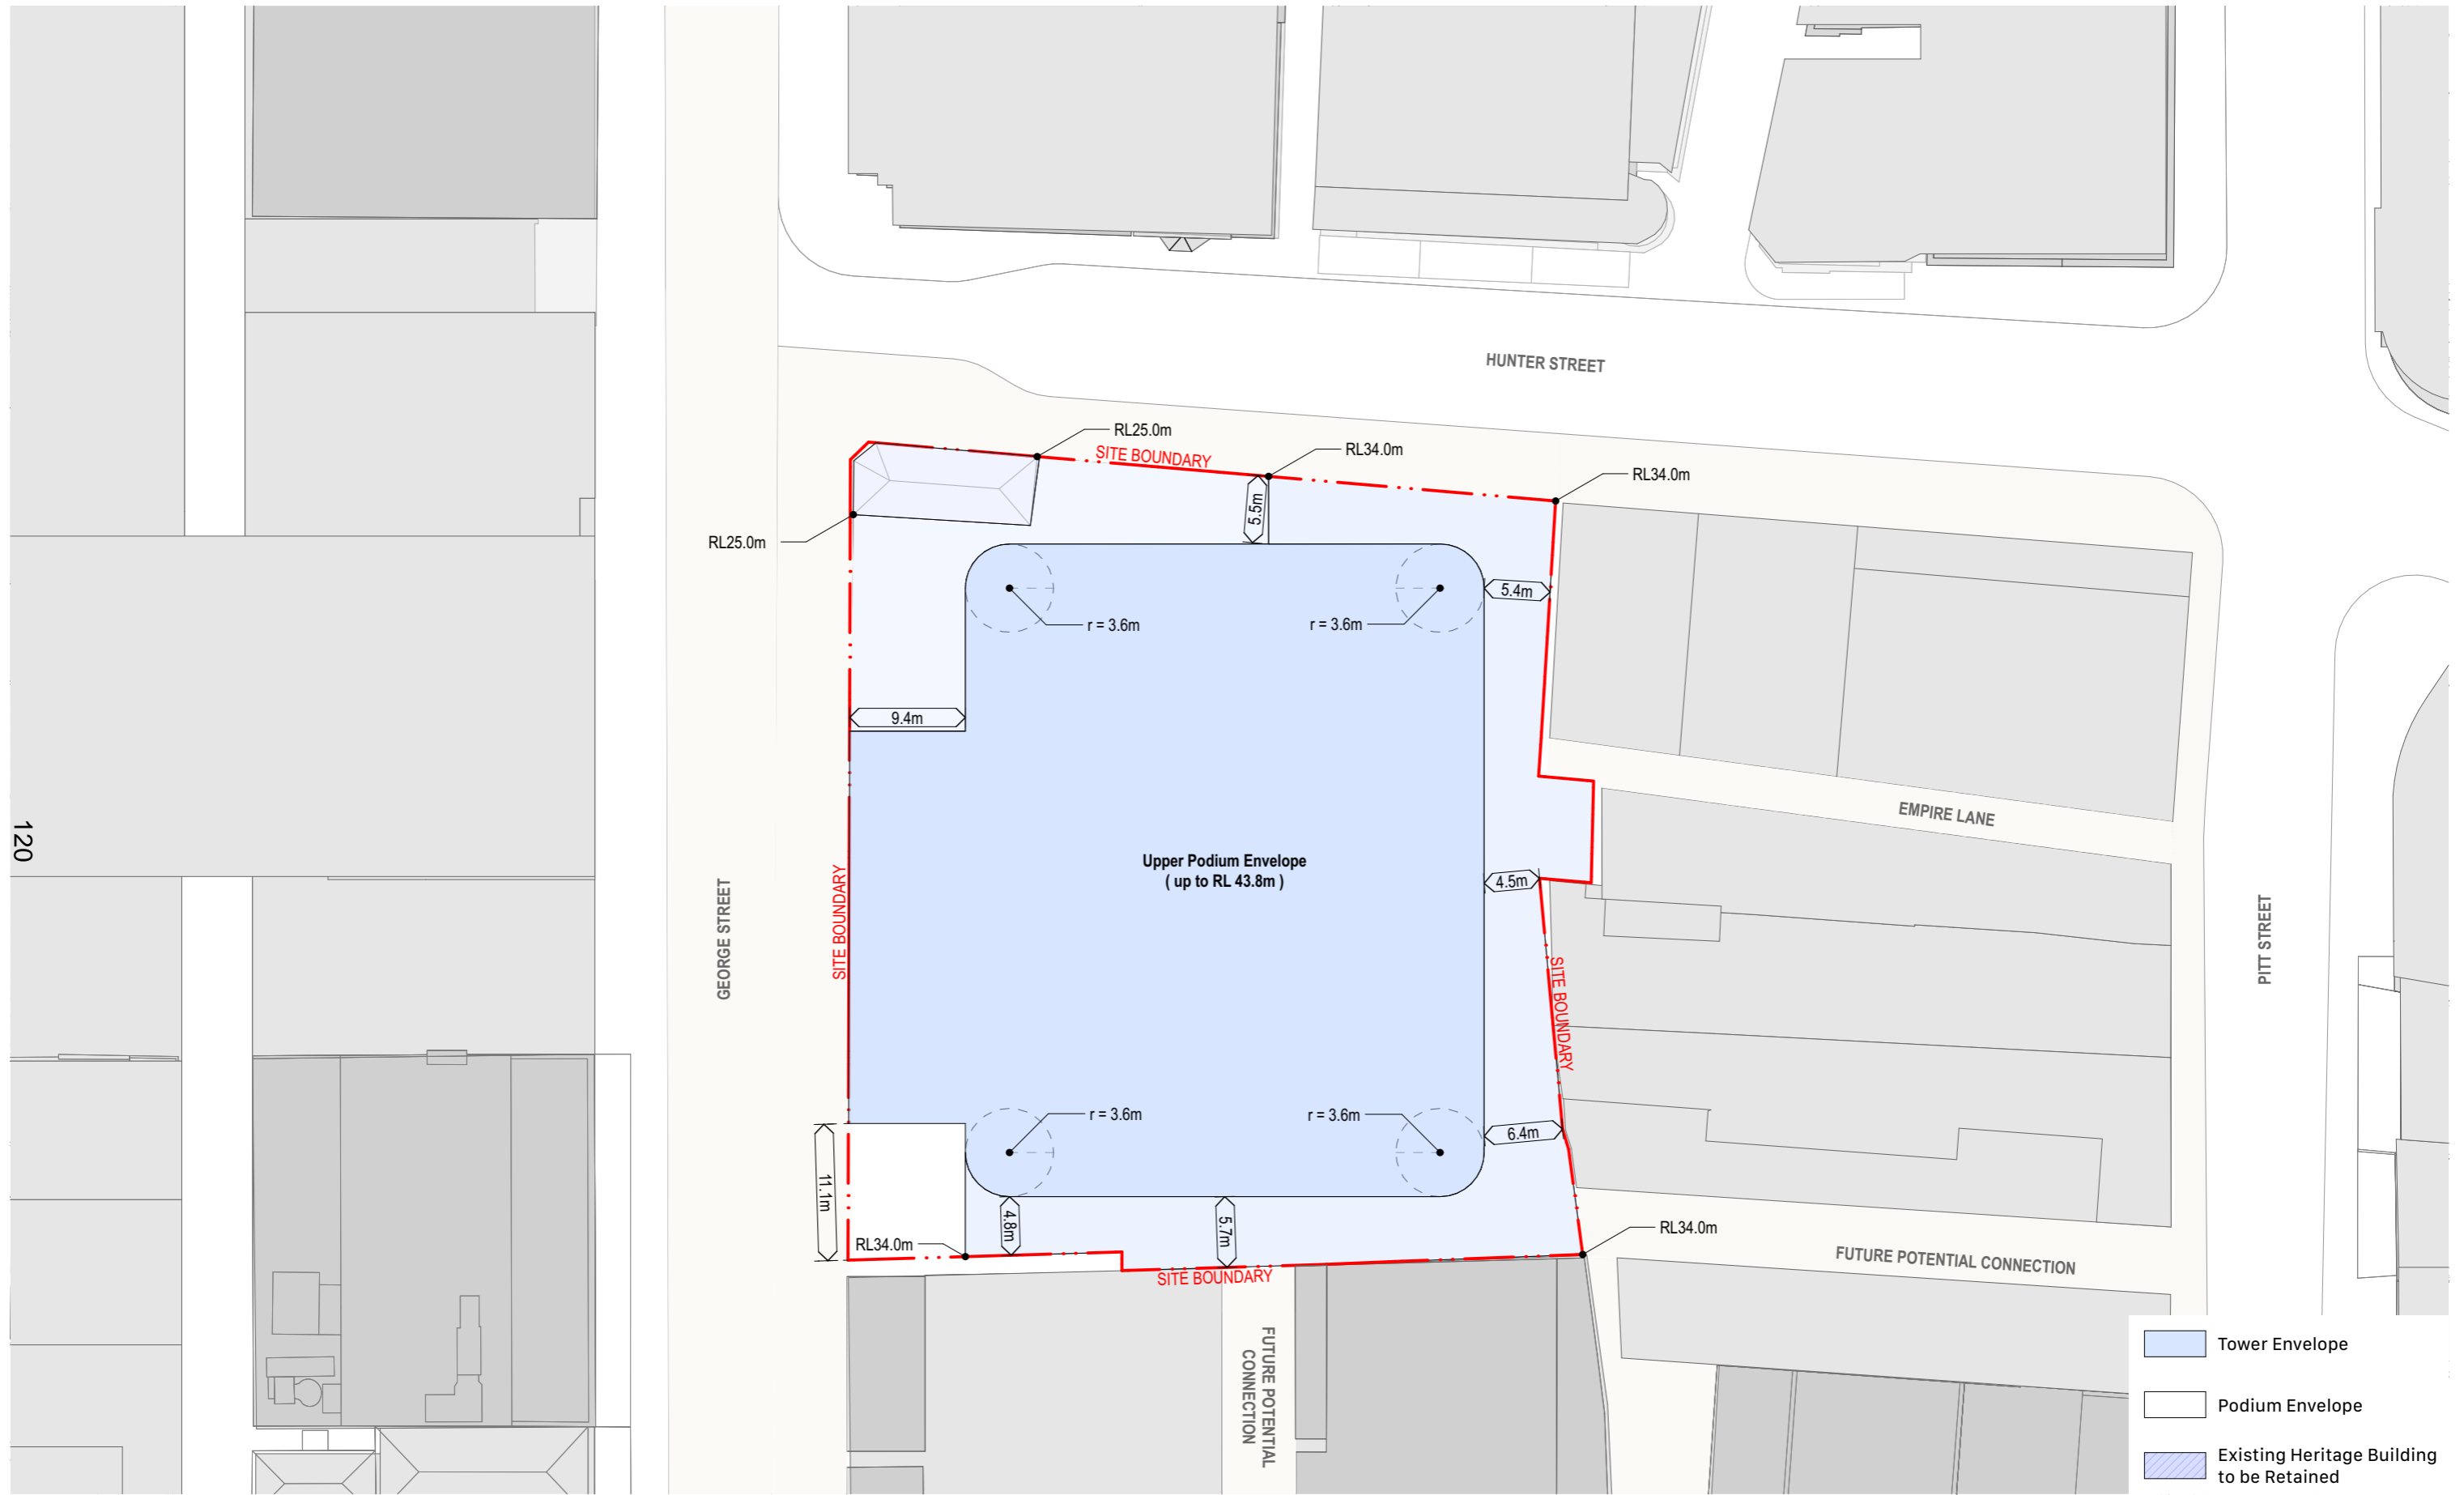 HUNTER STREET
RL25.0m
SITE BOUNDARY
RL34.0m
RL34.0m
5.5m
RL25.0m
5.4m
r = 3.6m
r = 3.6m
9.4m
EMPIRE LANE
120
Upper Podium Envelope
( up to RL 43.8m )
4.5m
SITE BOUNDARY
GEORGE STREET
PITT STREET
SITE BOUNDARY
r = 3.6m
r = 3.6m
6.4m
11.1m
4.8m
5.7m
RL34.0m
RL34.0m
FUTURE POTENTIAL CONNECTION
SITE BOUNDARY
FUTURE POTENTIAL
CONNECTION
Tower Envelope
Podium Envelope
Existing Heritage Building
to be Retained